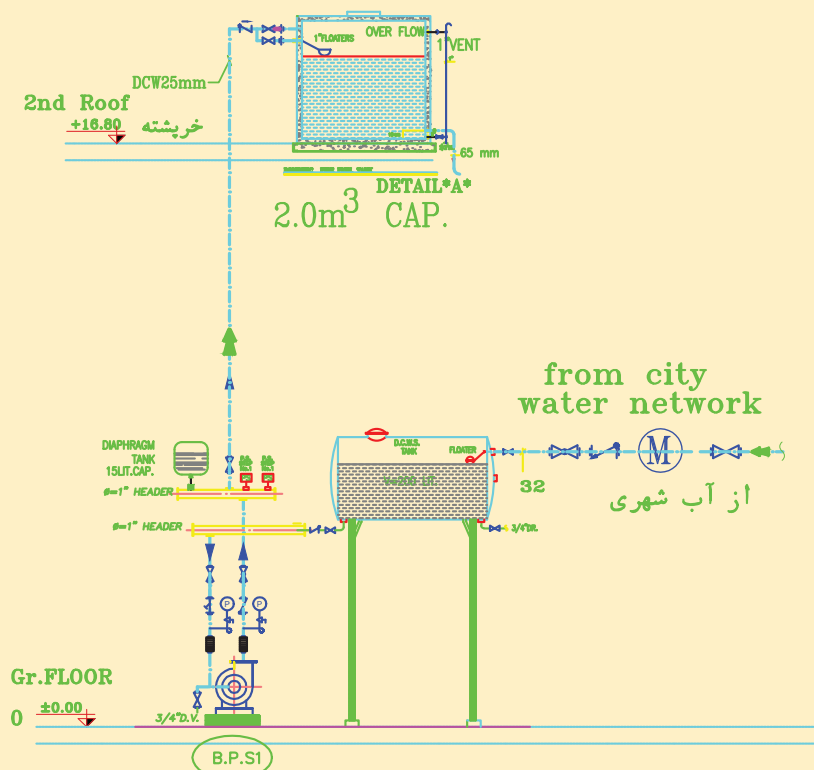 OVER FLOW
1"FLOATERS
1"VENT
DCW25mm
2nd Roof
+16.80 خرپشته
65 mm
DETAIL"A"
2.0m3 CAP.
from city
water network
M
از آب شهری
32
D.C.W.S.
TANK
FLOATER
DIAPHRAGM
TANK
15LIT.CAP.
ø=1" HEADER
ø=1" HEADER
3/4"DR.
P
P
Gr.FLOOR
±0.00
0
3/4"D.V.
B.P.S1